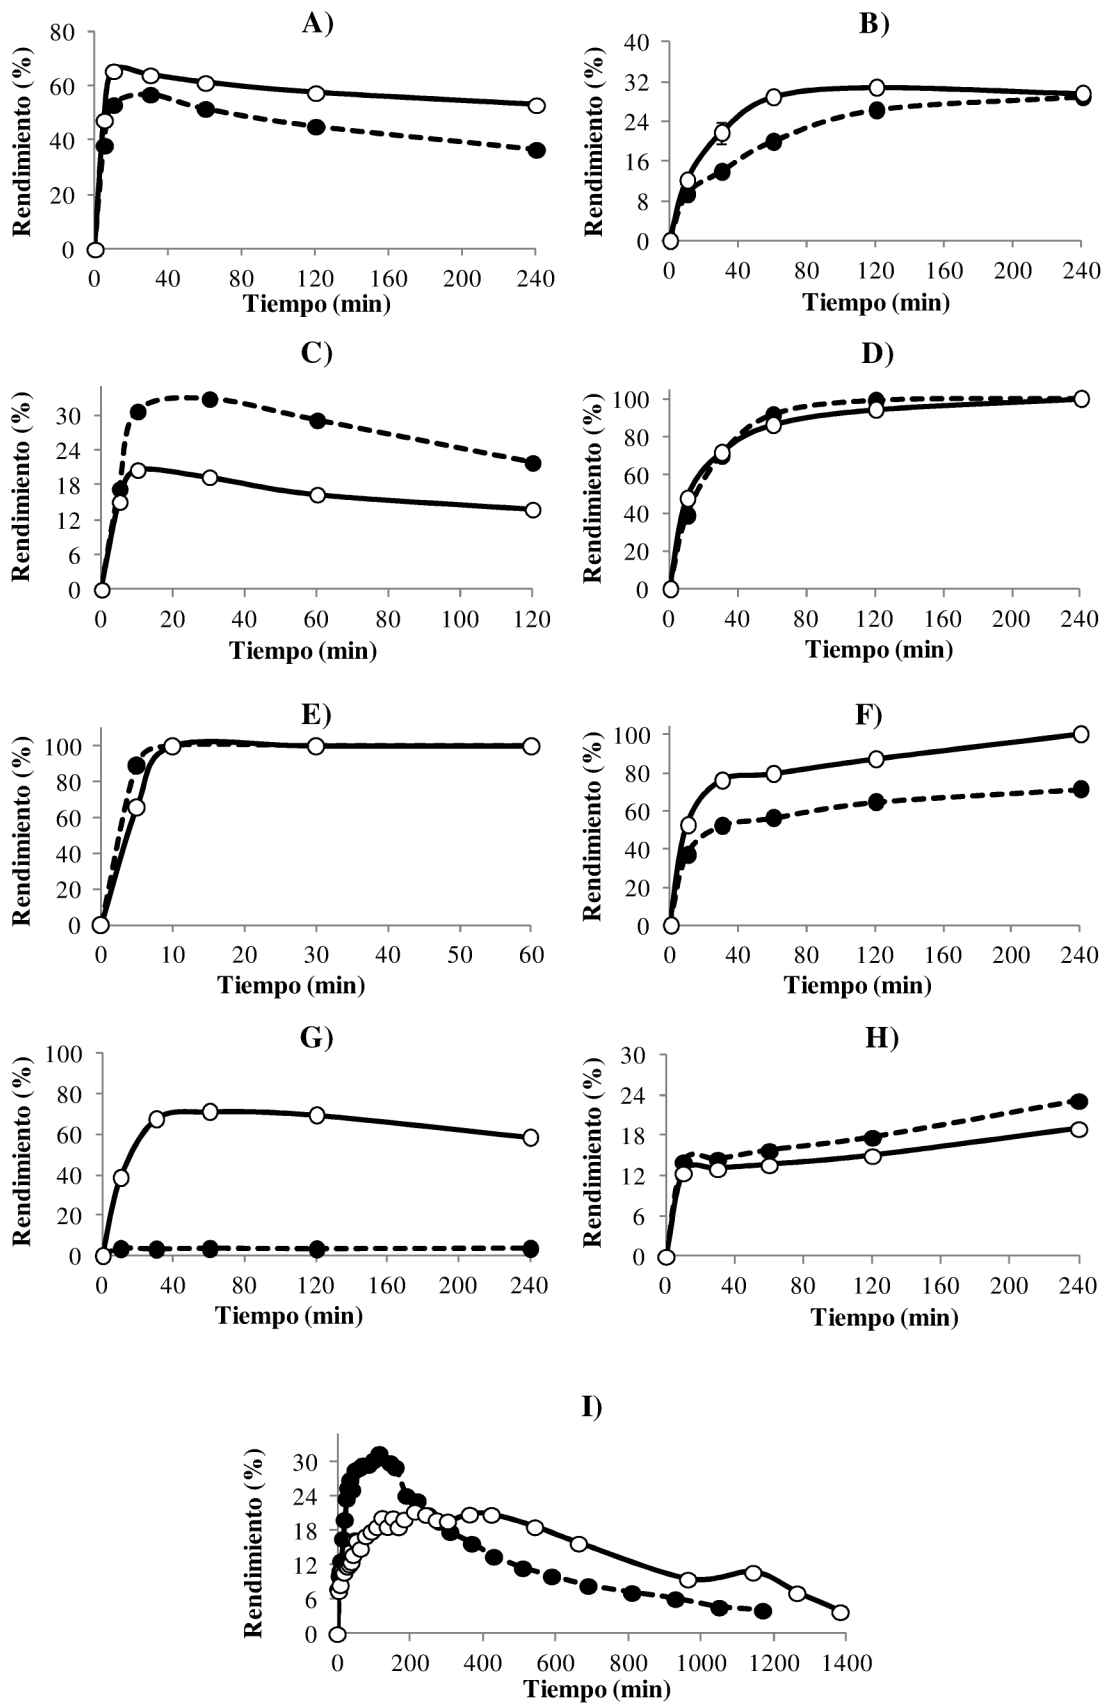 A)
Rendimiento (%)
80
60
40
20
0
0 40 80 120 160 200 240
Tiempo (min)
B)
Rendimiento (%)
40
32
24
16
8
0
0 40 80 120 160 200 240
Tiempo (min)
C)
Rendimiento (%)
30
24
18
12
6
0
0 20 40 60 80 100 120
Tiempo (min)
D)
Rendimiento (%)
100
80
60
40
20
0
0 40 80 120 160 200 240
Tiempo (min)
E)
Rendimiento (%)
100
80
60
40
20
0
0 10 20 30 40 50 60
Tiempo (min)
F)
Rendimiento (%)
100
80
60
40
20
0
0 40 80 120 160 200 240
Tiempo (min)
G)
Rendimiento (%)
100
80
60
40
20
0
0 40 80 120 160 200 240
Tiempo (min)
H)
Rendimiento (%)
30
24
18
12
6
0
0 40 80 120 160 200 240
Tiempo (min)
I)
Rendimiento (%)
30
24
18
12
6
0
0 200 400 600 800 1000 1200 1400
Tiempo (min)